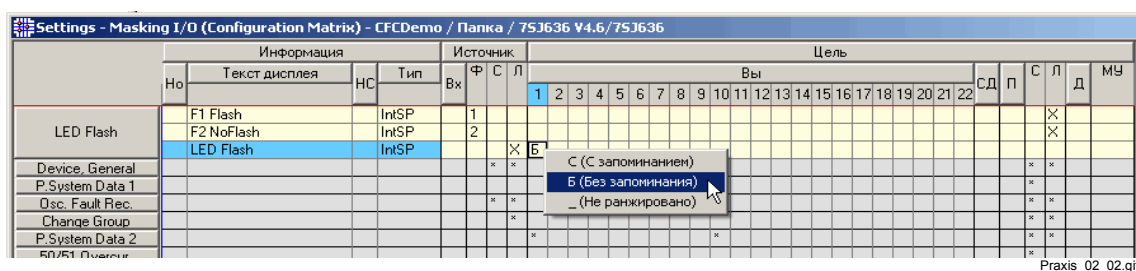 Settings - Masking I/O (Configuration Matrix) - CFCDemo / Папка / 7SJ636 V4.6/7SJ636
Информация Источник Цель
Но Текст дисплея НС Тип Вх Ф С Л Вы СД П С Л Д МУ
1 2 3 4 5 6 7 8 9 10 11 12 13 14 15 16 17 18 19 20 21 22
LED Flash
F1 Flash IntSP 1 X
F2 NoFlash IntSP 2 X
LED Flash IntSP X Б
С (С запоминанием)
Б (Без запоминания)
_ (Не ранжировано)
Device, General * * * *
P.System Data 1 *
Osc. Fault Rec. * * * *
Change Group * * *
P.System Data 2 * * * *
50/51 Overcur. *
Praxis_02_02.gi